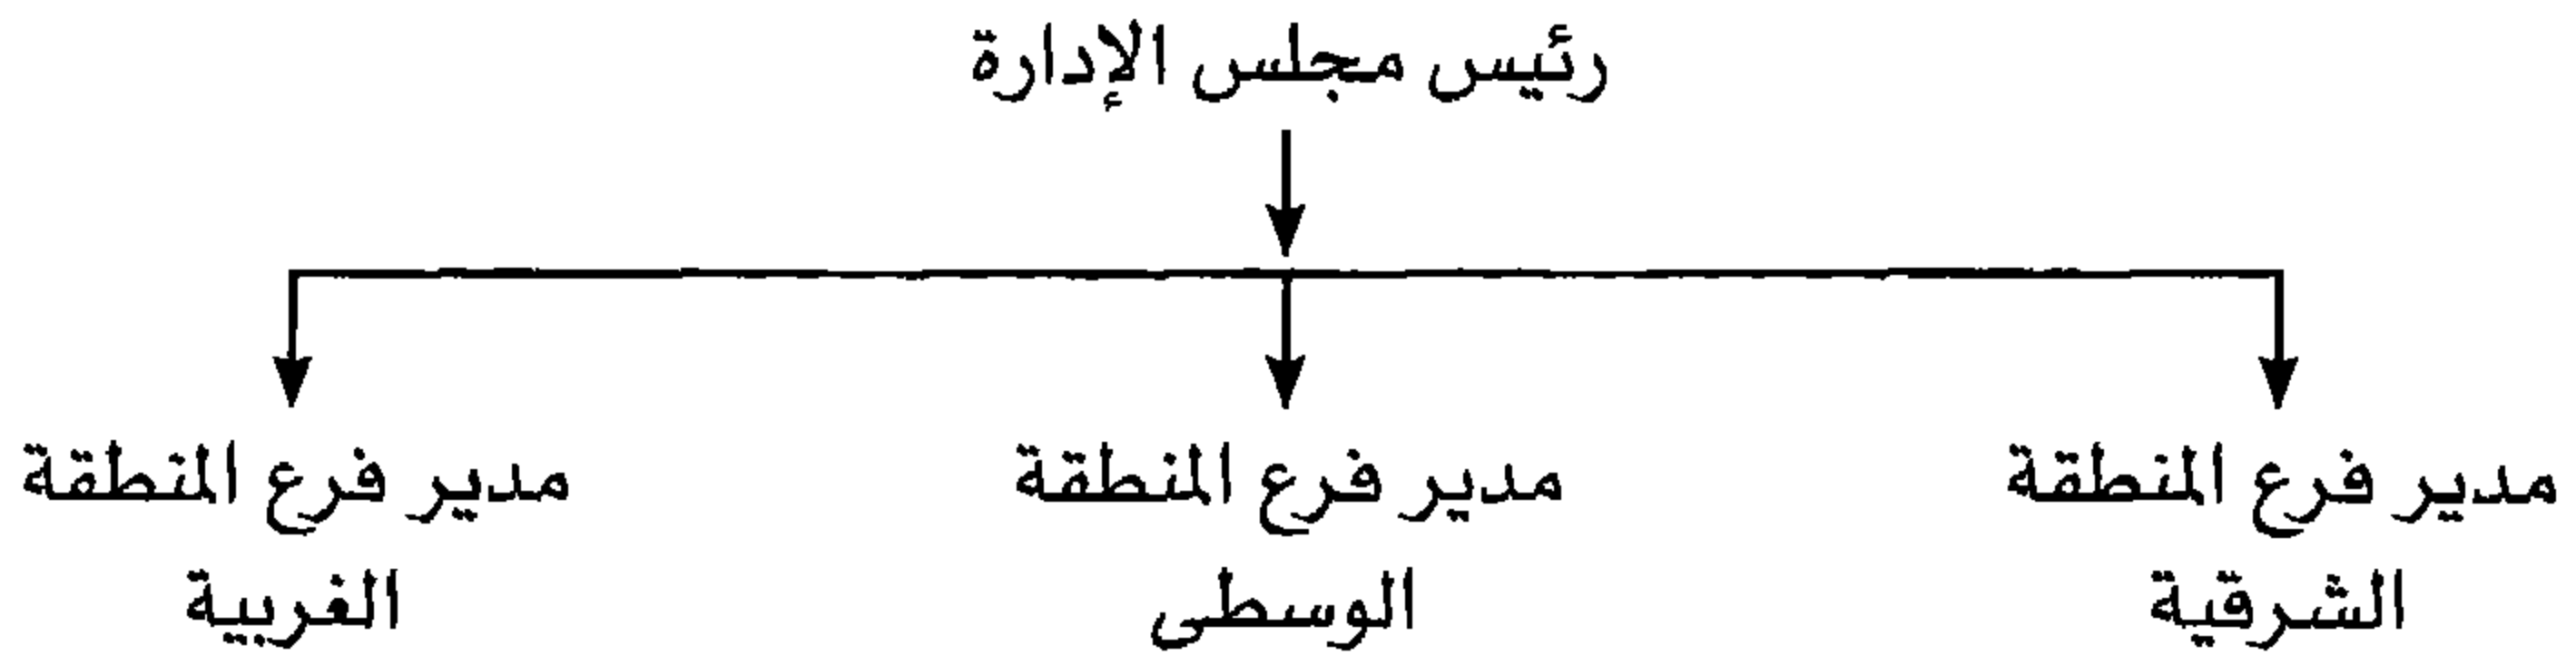 رئيس مجلس الإدارة
مدير فرع المنطقة
الشرقية
مدير فرع المنطقة
الوسطى
مدير فرع المنطقة
الغربية